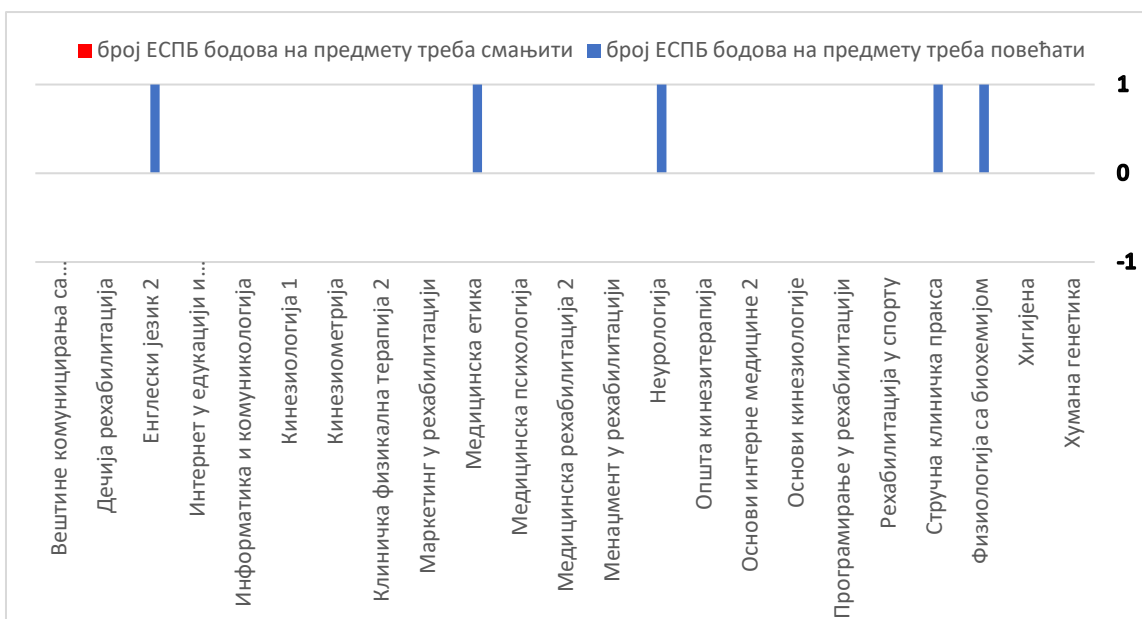 број ЕСПБ бодова на предмету треба смањити
број ЕСПБ бодова на предмету треба повећати
1
0
-1
Вештине комуницирања са...
Дечија рехабилитација
Енглески језик 2
Интернет у едукацији и...
Информатика и комуникологија
Кинезиологија 1
Кинезиометрија
Клиничка физикална терапија 2
Маркетинг у рехабилитацији
Медицинска етика
Медицинска психологија
Медицинска рехабилитација 2
Менаџмент у рехабилитацији
Неурологија
Општа кинезитерапија
Основи интерне медицине 2
Основи кинезиологије
Програмирање у рехабилитацији
Рехабилитација у спорту
Стручна клиничка пракса
Физиологија са биохемијом
Хигијена
Хумана генетика